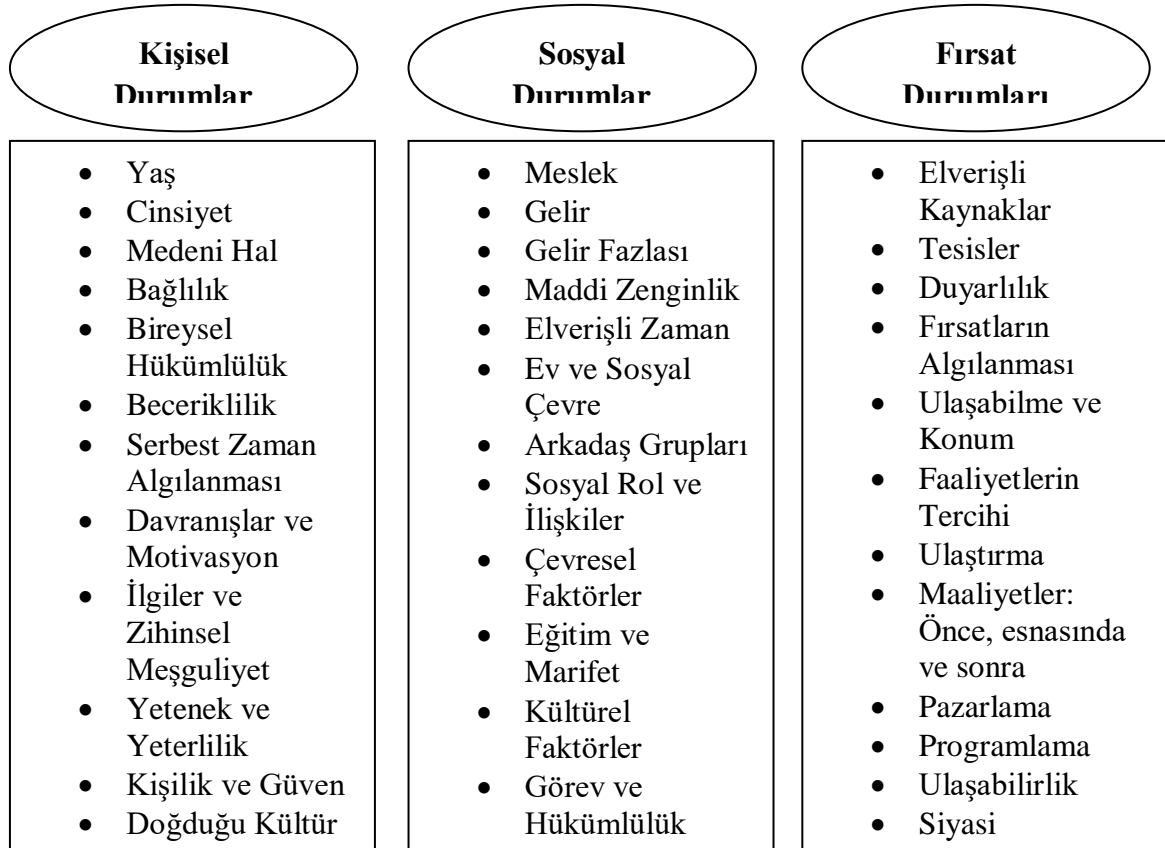 Kişisel
Durumlar
• Yaş
• Cinsiyet
• Medeni Hal
• Bağlılık
• Bireysel
Hükümlülük
• Beceriklilik
• Serbest Zaman
Algılanması
• Davranışlar ve
Motivasyon
• İlgiler ve
Zihinsel
Meşguliyet
• Yetenek ve
Yeterlilik
• Kişilik ve Güven
• Doğduğu Kültür
Sosyal
Durumlar
• Meslek
• Gelir
• Gelir Fazlası
• Maddi Zenginlik
• Elverişli Zaman
• Ev ve Sosyal
Çevre
• Arkadaş Grupları
• Sosyal Rol ve
İlişkiler
• Çevresel
Faktörler
• Eğitim ve
Marifet
• Kültürel
Faktörler
• Görev ve
Hükümlülük
Fırsat
Durumları
• Elverişli
Kaynaklar
• Tesisler
• Duyarlılık
• Fırsatların
Algılanması
• Ulaşabilme ve
Konum
• Faaliyetlerin
Tercihi
• Ulaştırma
• Maaliyetler:
Önce, esnasında
ve sonra
• Pazarlama
• Programlama
• Ulaşabilirlik
• Siyasi